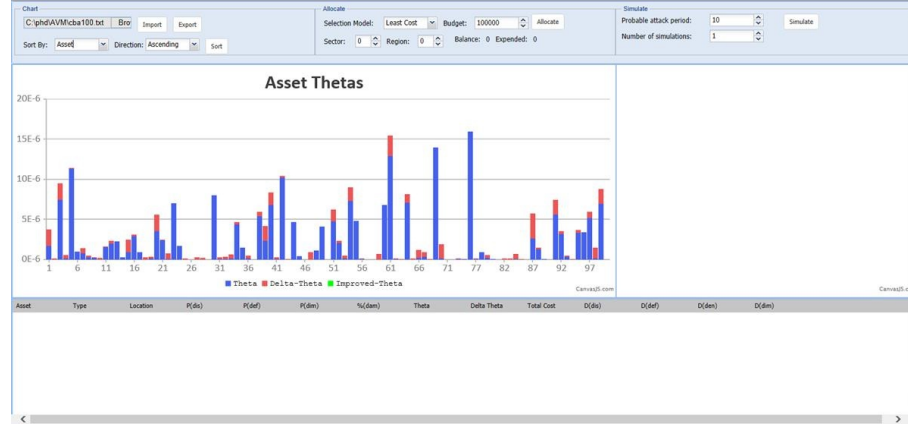 Chart
C:\phd\AVM\cba100.txt Bro Import Export
Sort By: Asset Direction: Ascending Sort
Allocate
Selection Model: Least Cost Budget: 100000 Allocate
Sector: 0 Region: 0 Balance: 0 Expended: 0
Simulate
Probable attack period: 10 Simulate
Number of simulations: 1
Asset Thetas
20E-6
15E-6
10E-6
5E-6
0E-6
1 6 11 16 21 26 31 36 41 46 51 56 61 66 71 77 82 87 92 97
Theta Delta-Theta Improved-Theta
CanvasJS.com
CanvasJS.c
Asset Type Location P(dis) P(def) P(dim) %(dam) Theta Delta Theta Total Cost D(dis) D(def) D(den) D(dim)